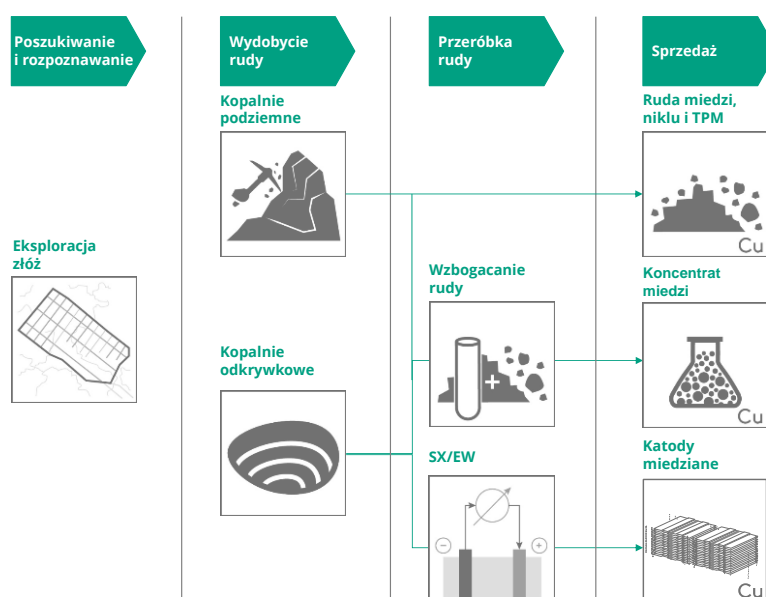 Poszukiwanie
i rozpoznawanie
Wydobycie
rudy
Przeróbka
rudy
Sprzedaż
Kopalnie
podziemne
Ruda miedzi,
niklu i TPM
Cu
Eksploracja
złóż
Wzbogacanie
rudy
+
Koncentrat
miedzi
Cu
Kopalnie
odkrywkowe
SX/EW
− +
Katody
miedziane
Cu